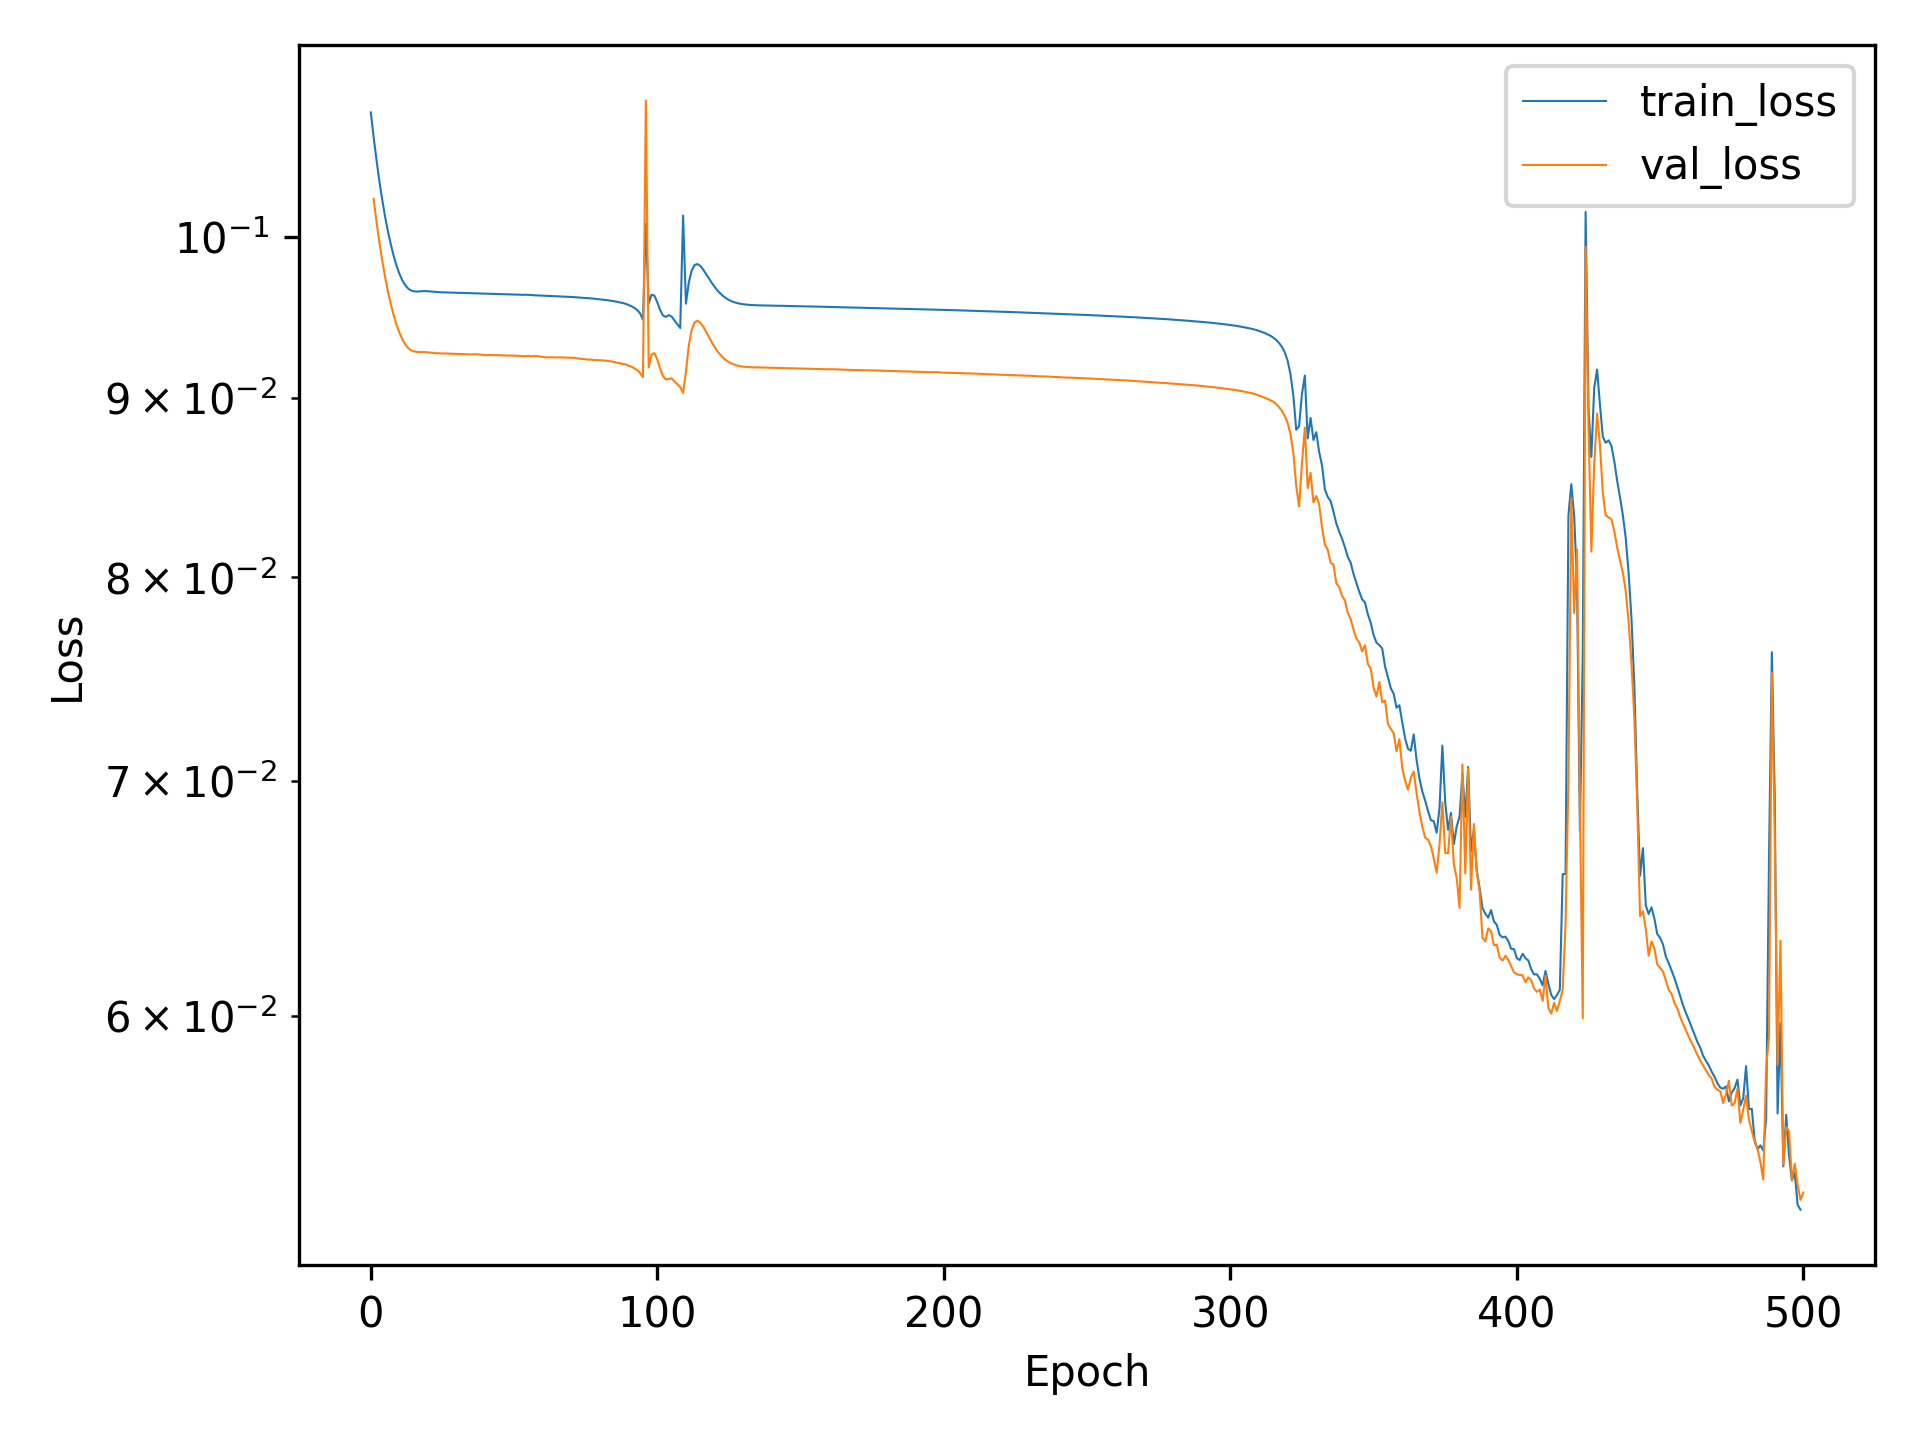 train_loss
val_loss
10⁻¹
9 × 10⁻²
8 × 10⁻²
7 × 10⁻²
6 × 10⁻²
Loss
0 100 200 300 400 500
Epoch